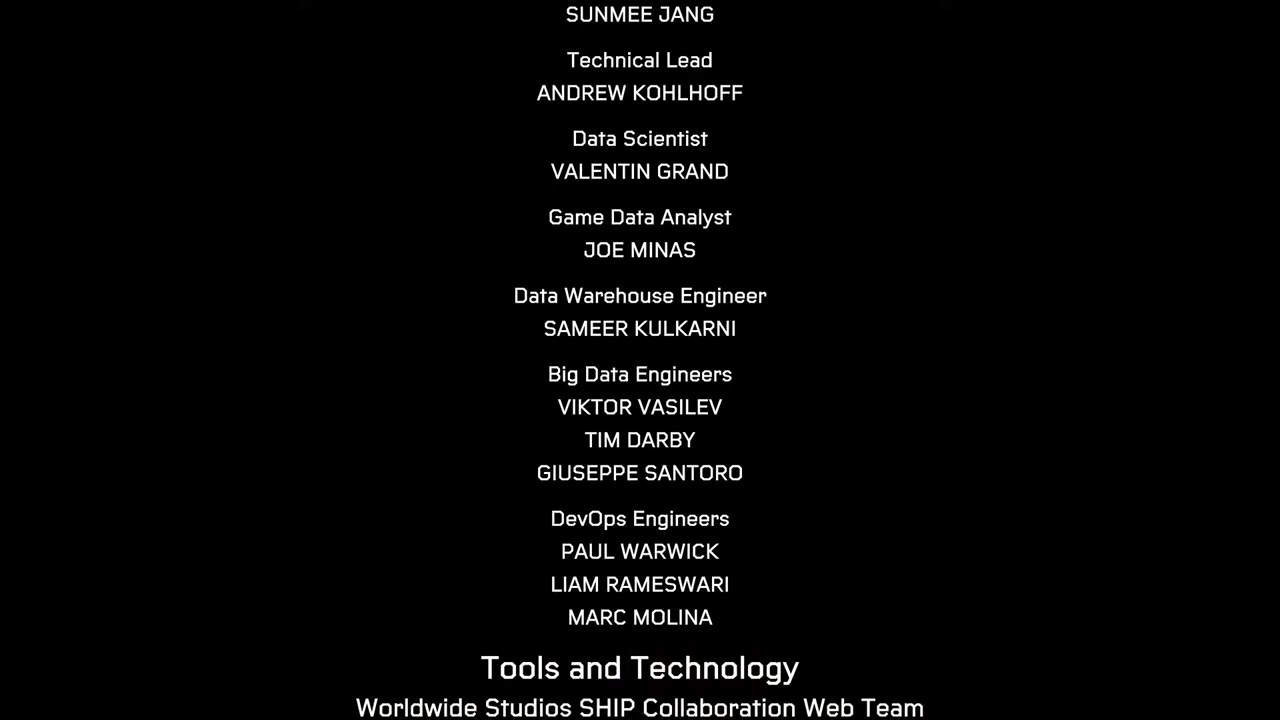 SUNMEE JANG
Technical Lead
ANDREW KOHLHOFF
Data Scientist
VALENTIN GRAND
Game Data Analyst
JOE MINAS
Data Warehouse Engineer
SAMEER KULKARNI
Big Data Engineers
VIKTOR VASILEV
TIM DARBY
GIUSEPPE SANTORO
DevOps Engineers
PAUL WARWICK
LIAM RAMESWARI
MARC MOLINA
Tools and Technology
Worldwide Studios SHIP Collaboration Web Team